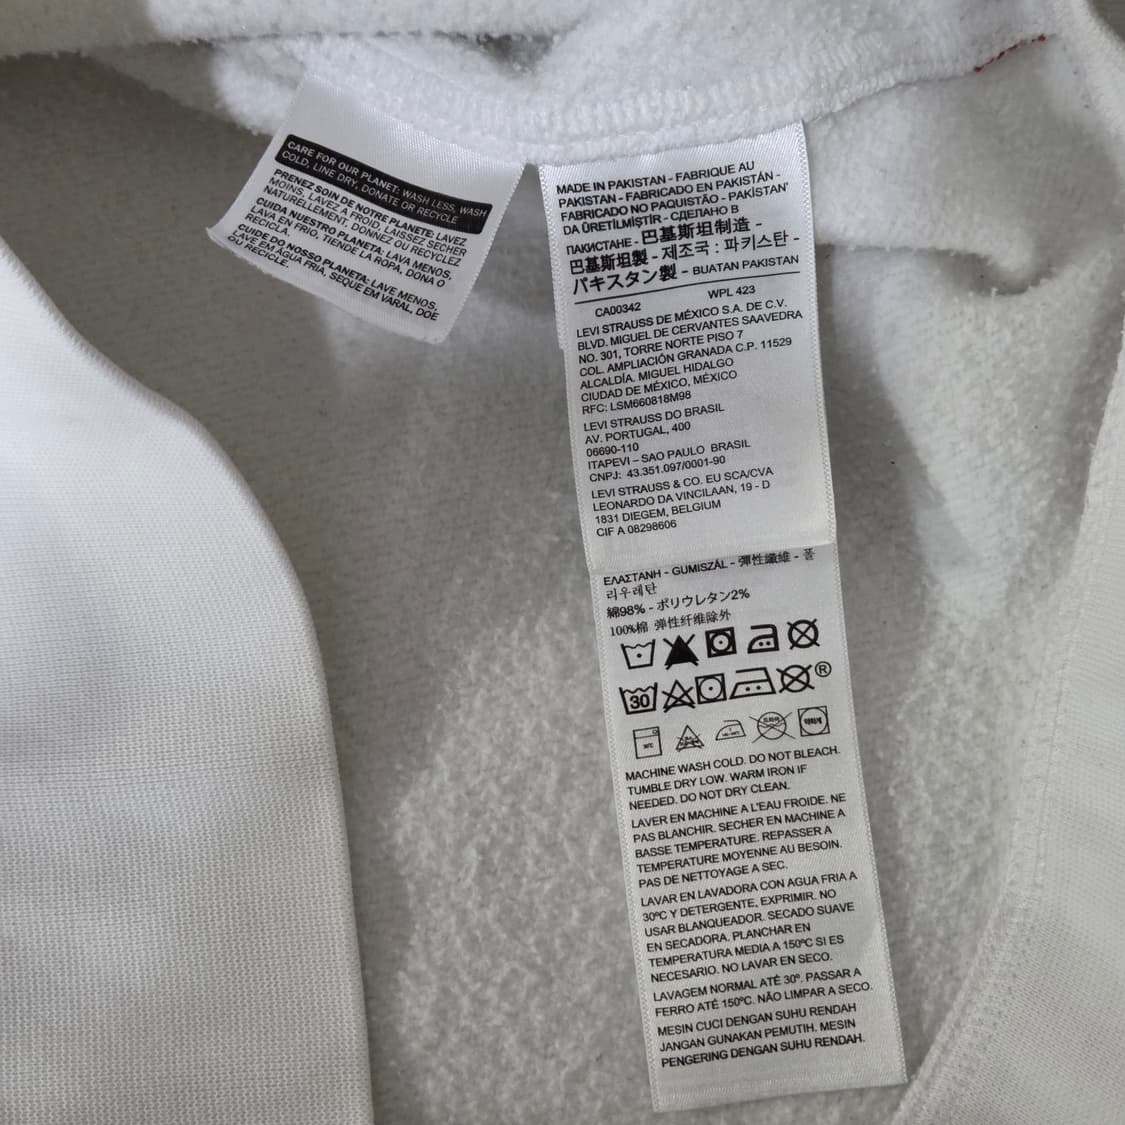 CARE FOR OUR PLANET: WASH LESS, WASH
COLD, LINE DRY, DONATE OR RECYCLE
PRENEZ SOIN DE NOTRE PLANETE: LAVEZ
MOINS, LAVEZ A FROID, LAISSEZ SECHER
NATURELLEMENT, DONNEZ OU RECYCLEZ
CUIDA NUESTRO PLANETA: LAVA MENOS,
LAVA EN FRIO, TIENDE LA ROPA, DONA O
RECICLA.
CUIDE DO NOSSO PLANETA: LAVE MENOS,
LAVE EM ÁGUA FRIA, SEQUE EM VARAL, DOE
OU RECICLE.
MADE IN PAKISTAN - FABRIQUE AU
PAKISTAN - FABRICADO EN PAKISTÁN -
FABRICADO NO PAQUISTÃO - PAKİSTAN'
DA ÜRETİLMİŞTİR - СДЕЛАНО В
ПАКИСТАНЕ - 巴基斯坦制造 -
巴基斯坦製 - 제조국 : 파키스탄 -
パキスタン製 - BUATAN PAKISTAN
CA00342 WPL 423
LEVI STRAUSS DE MÉXICO S.A. DE C.V.
BLVD. MIGUEL DE CERVANTES SAAVEDRA
NO. 301, TORRE NORTE PISO 7
COL. AMPLIACIÓN GRANADA C.P. 11529
ALCALDÍA. MIGUEL HIDALGO
CIUDAD DE MÉXICO, MÉXICO
RFC: LSM660818M98
LEVI STRAUSS DO BRASIL
AV. PORTUGAL, 400
06690-110
ITAPEVI – SAO PAULO BRASIL
CNPJ: 43.351.097/0001-90
LEVI STRAUSS & CO. EU SCA/CVA
LEONARDO DA VINCILAAN, 19 - D
1831 DIEGEM, BELGIUM
CIF A 08298606
ΕΛΑΣΤΑΝΗ - GUMISZÁL - 彈性纖維 - 폴
리우레탄
綿98% - ポリウレタン2%
100%棉 弹性纤维除外
30
®
MACHINE WASH COLD. DO NOT BLEACH.
TUMBLE DRY LOW. WARM IRON IF
NEEDED. DO NOT DRY CLEAN.
LAVER EN MACHINE A L'EAU FROIDE. NE
PAS BLANCHIR. SECHER EN MACHINE A
BASSE TEMPERATURE. REPASSER A
TEMPERATURE MOYENNE AU BESOIN.
PAS DE NETTOYAGE A SEC.
LAVAR EN LAVADORA CON AGUA FRIA A
30ºC Y DETERGENTE, EXPRIMIR. NO
USAR BLANQUEADOR. SECADO SUAVE
EN SECADORA. PLANCHAR EN
TEMPERATURA MEDIA A 150ºC SI ES
NECESARIO. NO LAVAR EN SECO.
LAVAGEM NORMAL ATÉ 30º. PASSAR A
FERRO ATÉ 150ºC. NÃO LIMPAR A SECO.
MESIN CUCI DENGAN SUHU RENDAH
JANGAN GUNAKAN PEMUTIH. MESIN
PENGERING DENGAN SUHU RENDAH.